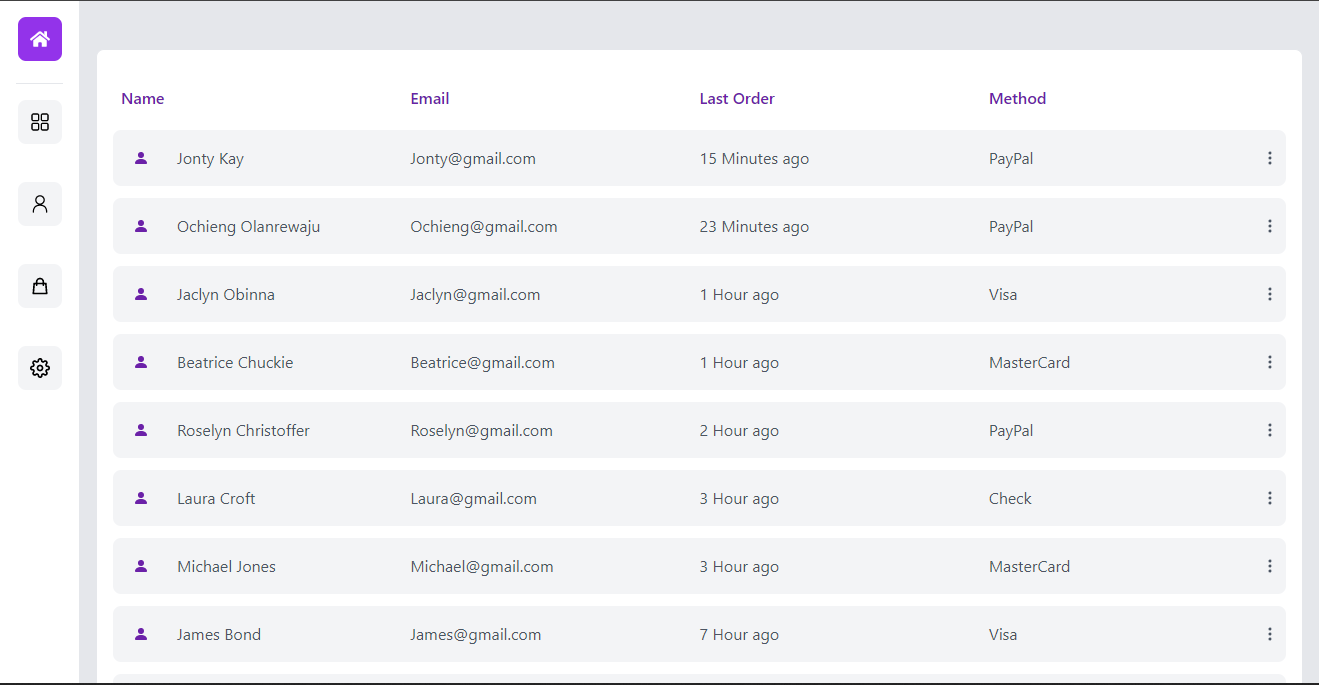 Name Email Last Order Method
Jonty Kay Jonty@gmail.com 15 Minutes ago PayPal
Ochieng Olanrewaju Ochieng@gmail.com 23 Minutes ago PayPal
Jaclyn Obinna Jaclyn@gmail.com 1 Hour ago Visa
Beatrice Chuckie Beatrice@gmail.com 1 Hour ago MasterCard
Roselyn Christoffer Roselyn@gmail.com 2 Hour ago PayPal
Laura Croft Laura@gmail.com 3 Hour ago Check
Michael Jones Michael@gmail.com 3 Hour ago MasterCard
James Bond James@gmail.com 7 Hour ago Visa